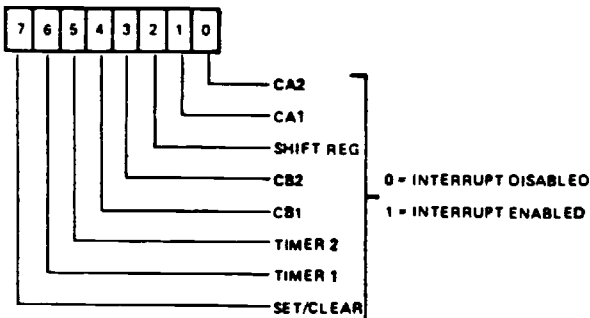 7 6 5 4 3 2 1 0
CA2
CA1
SHIFT REG
CB2
0 = INTERRUPT DISABLED
CB1
1 = INTERRUPT ENABLED
TIMER 2
TIMER 1
SET/CLEAR